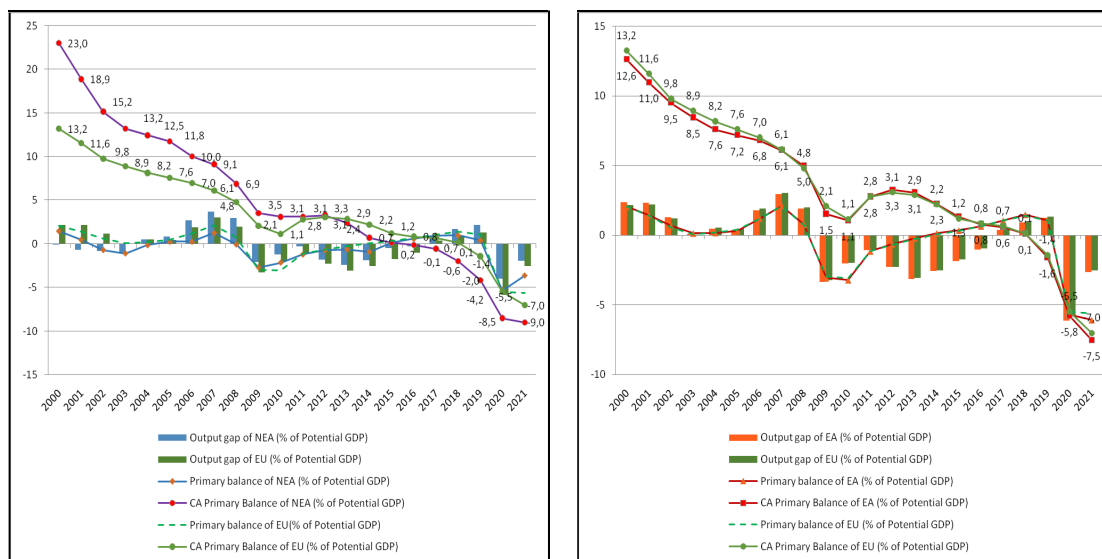 25
20
15
10
5
0
-5
-10
-15
23,0
18,9
15,2
13,2 12,5 11,8 10,0 9,1 6,9 3,5 3,1 3,1 2,4 0,2 -0,1 -0,6 -2,0 -4,2 -8,5 -9,0
13,2 11,6 9,8 8,9 8,2 7,6 7,0 6,1 4,8 2,1 1,1 2,8 3,1 2,9 2,2 1,2 0,8 0,7 0,1 -1,4 -5,5 -7,0
2000 2001 2002 2003 2004 2005 2006 2007 2008 2009 2010 2011 2012 2013 2014 2015 2016 2017 2018 2019 2020 2021
Output gap of NEA (% of Potential GDP)
Output gap of EU (% of Potential GDP)
Primary balance of NEA (% of Potential GDP)
CA Primary Balance of NEA (% of Potential GDP)
Primary balance of EU(% of Potential GDP)
CA Primary Balance of EU (% of Potential GDP)
15
10
5
0
-5
-10
13,2 11,6 9,8 8,9 8,2 7,6 7,0 6,1 4,8 2,1 1,1 2,8 3,1 2,9 2,2 1,2 0,8 0,7 0,1 -1,4 -5,5 -7,0
12,6 11,0 9,5 8,5 7,6 7,2 6,8 6,1 5,0 1,5 1,1 2,8 3,3 3,1 2,3 1,3 0,8 0,6 0,1 -1,6 -5,8 -7,5
2000 2001 2002 2003 2004 2005 2006 2007 2008 2009 2010 2011 2012 2013 2014 2015 2016 2017 2018 2019 2020 2021
Output gap of EA (% of Potential GDP)
Output gap of EU (% of Potential GDP)
Primary balance of EA (% of Potential GDP)
CA Primary Balance of EA (% of Potential GDP)
Primary balance of EU (% of Potential GDP)
CA Primary Balance of EU (% of Potential GDP)